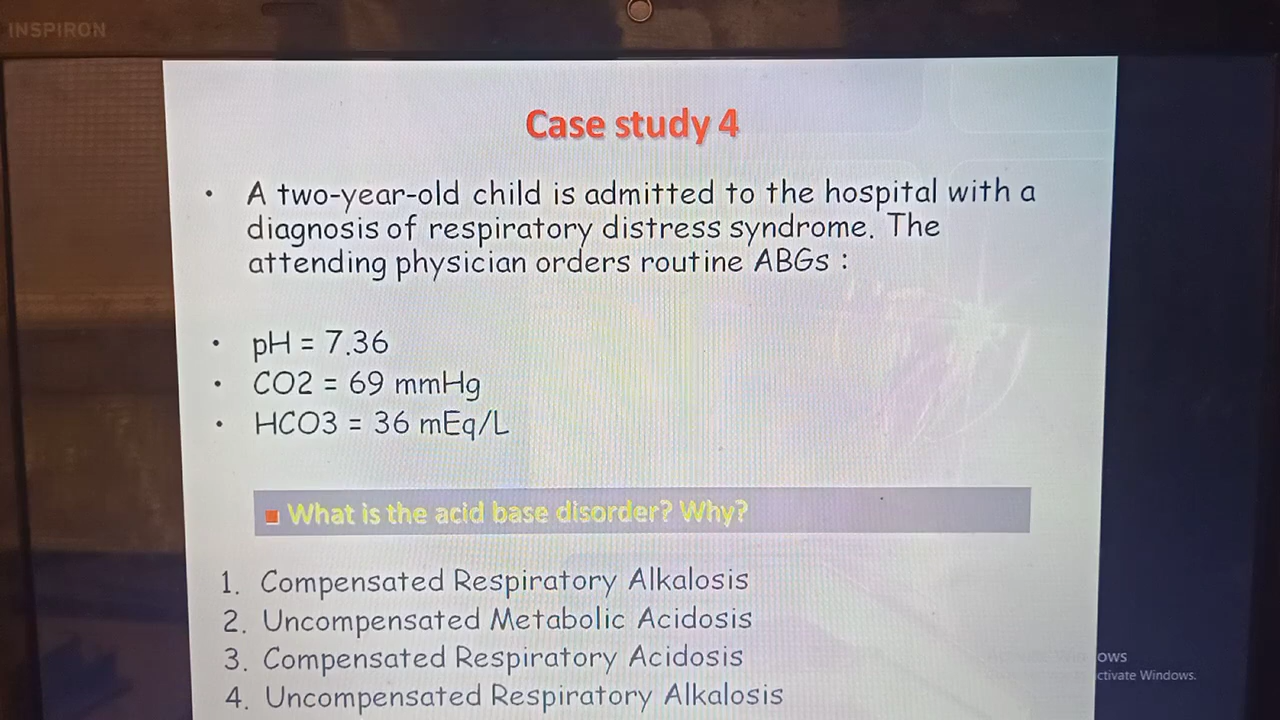 INSPIRON
Case study 4
• A two-year-old child is admitted to the hospital with a
diagnosis of respiratory distress syndrome. The
attending physician orders routine ABGs :
• pH = 7.36
• CO2 = 69 mmHg
• HCO3 = 36 mEq/L
What is the acid base disorder? Why?
1. Compensated Respiratory Alkalosis
2. Uncompensated Metabolic Acidosis
3. Compensated Respiratory Acidosis
4. Uncompensated Respiratory Alkalosis